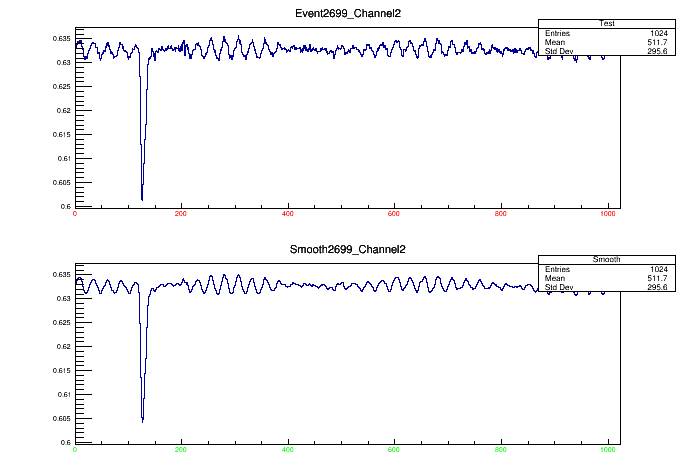 Event2699_Channel2
Test
Entries 1024
Mean 511.7
Std Dev 295.6
0.635
0.63
0.625
0.62
0.615
0.61
0.605
0.6
0 200 400 600 800 1000
Smooth2699_Channel2
Smooth
Entries 1024
Mean 511.7
Std Dev 295.6
0.635
0.63
0.625
0.62
0.615
0.61
0.605
0.6
0 200 400 600 800 1000